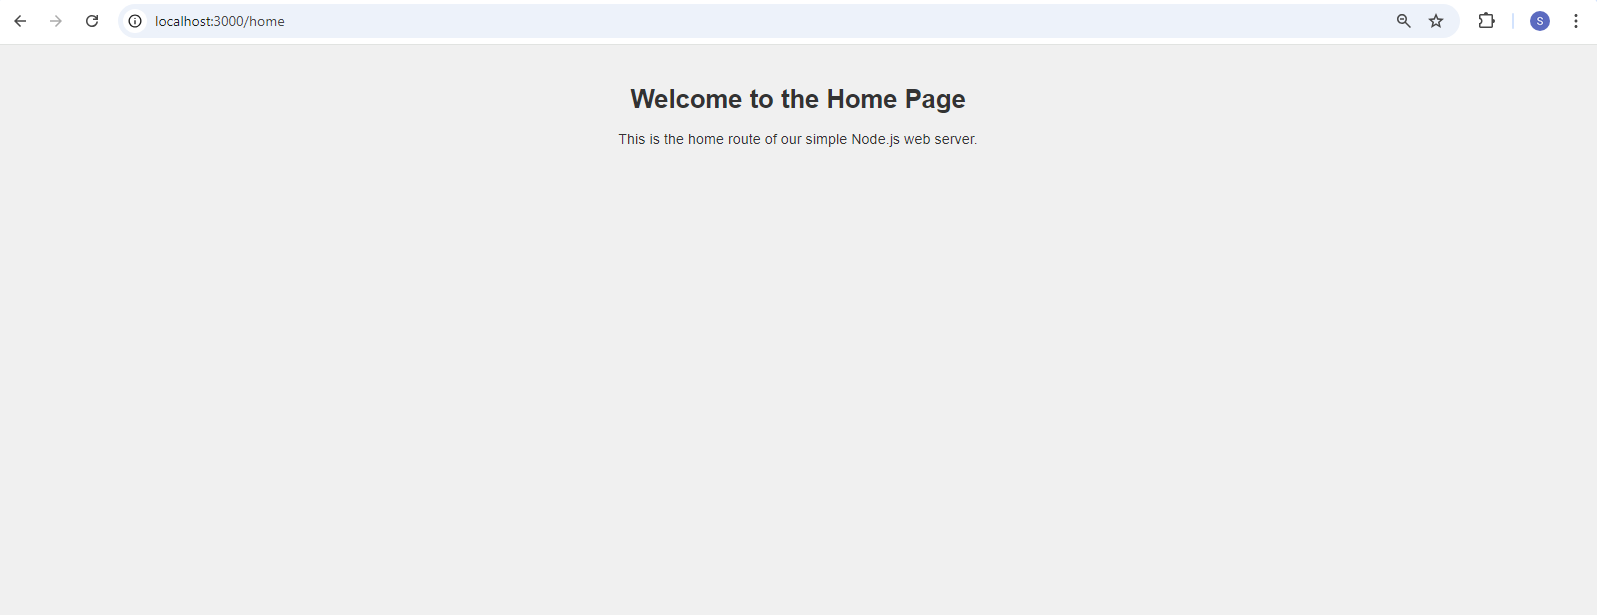 localhost:3000/home
S
Welcome to the Home Page
This is the home route of our simple Node.js web server.